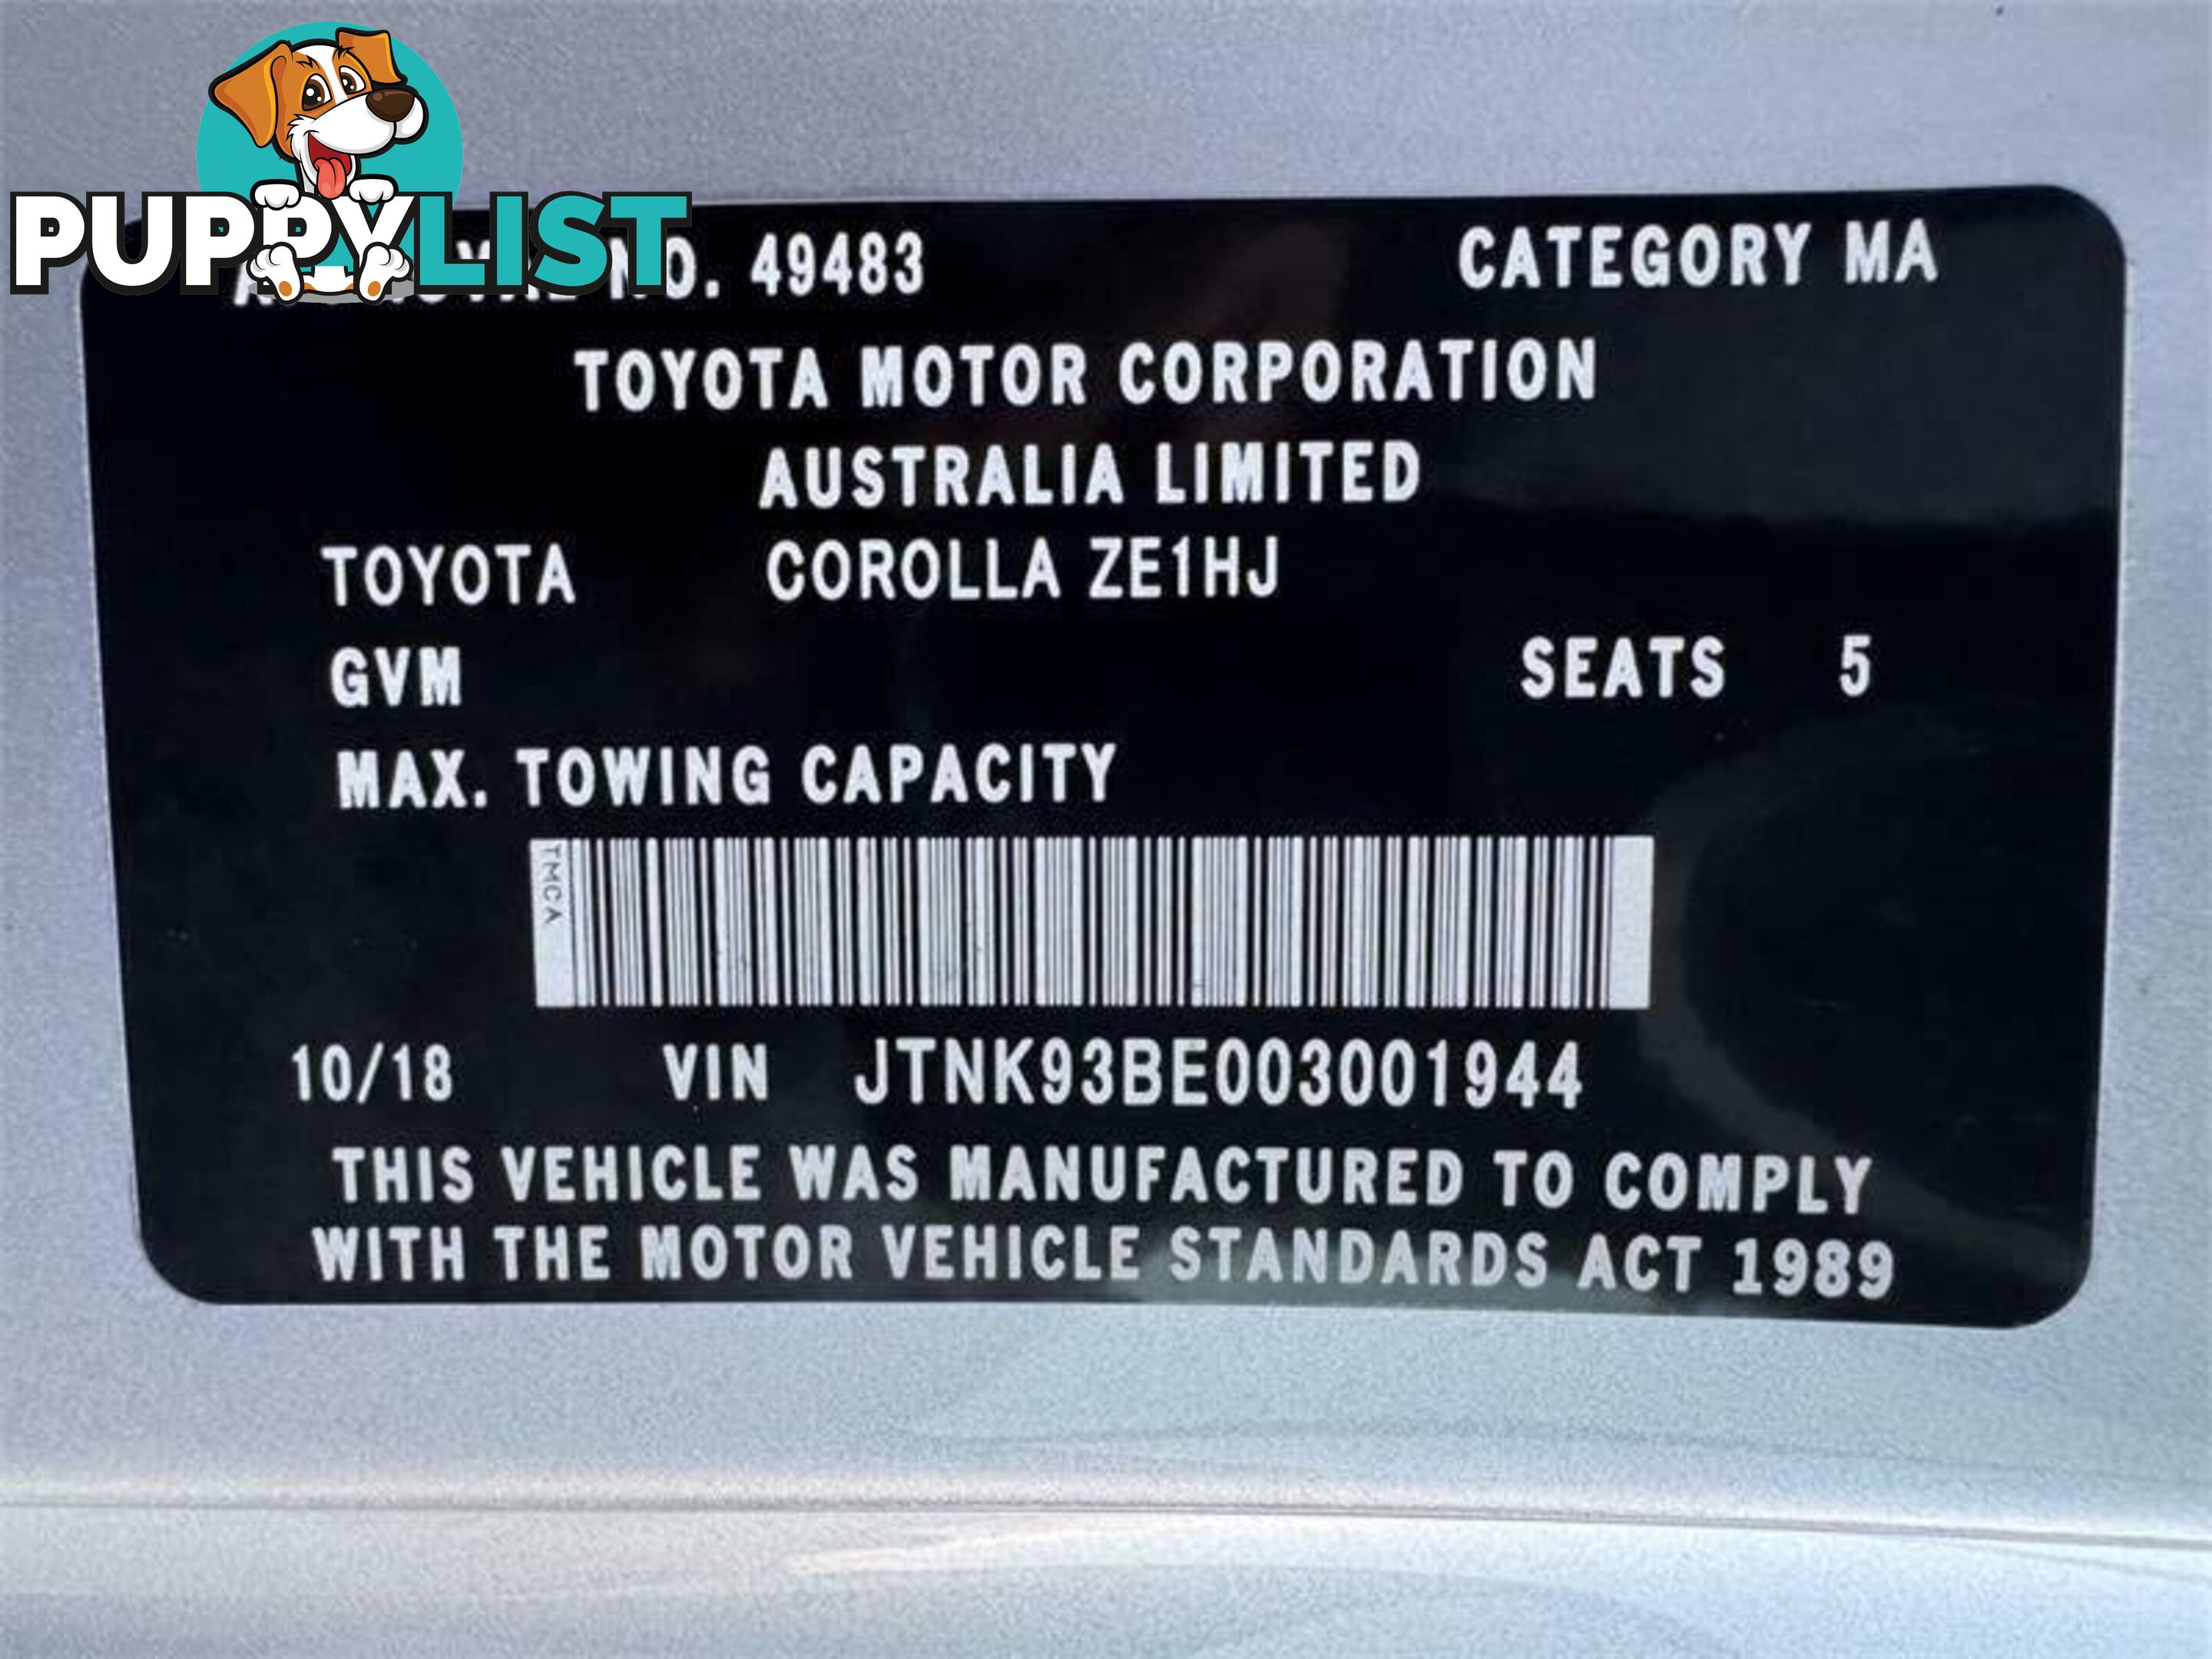 PUPPYLIST
NO. 49483 CATEGORY MA
TOYOTA MOTOR CORPORATION
AUSTRALIA LIMITED
TOYOTA COROLLA ZE1HJ
GVM SEATS 5
MAX. TOWING CAPACITY
TMCA
10/18 VIN JTNK93BE003001944
THIS VEHICLE WAS MANUFACTURED TO COMPLY
WITH THE MOTOR VEHICLE STANDARDS ACT 1989